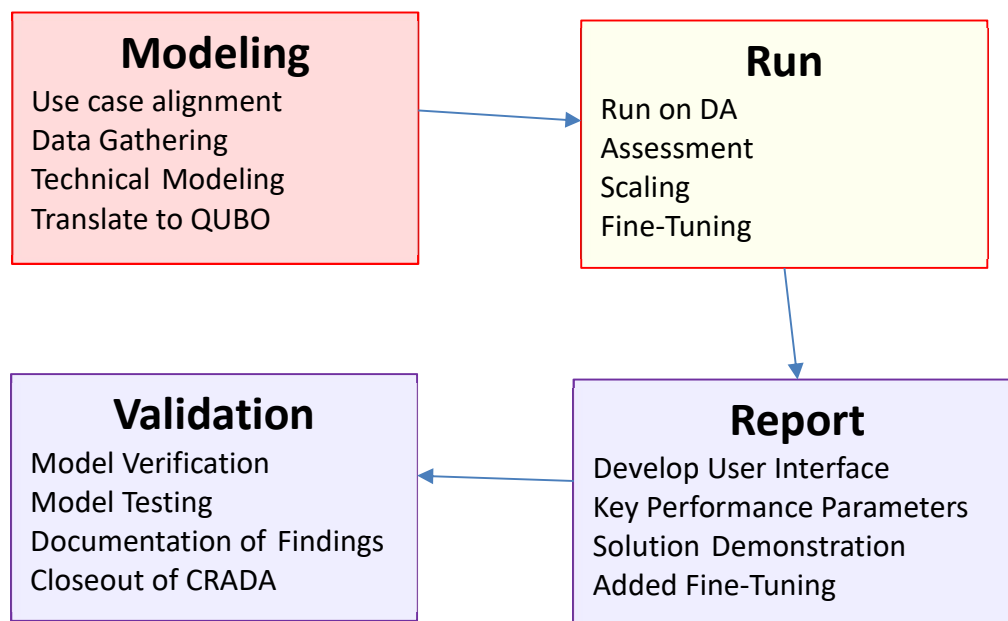 Modeling
Use case alignment
Data Gathering
Technical Modeling
Translate to QUBO
Run
Run on DA
Assessment
Scaling
Fine-Tuning
Report
Develop User Interface
Key Performance Parameters
Solution Demonstration
Added Fine-Tuning
Validation
Model Verification
Model Testing
Documentation of Findings
Closeout of CRADA